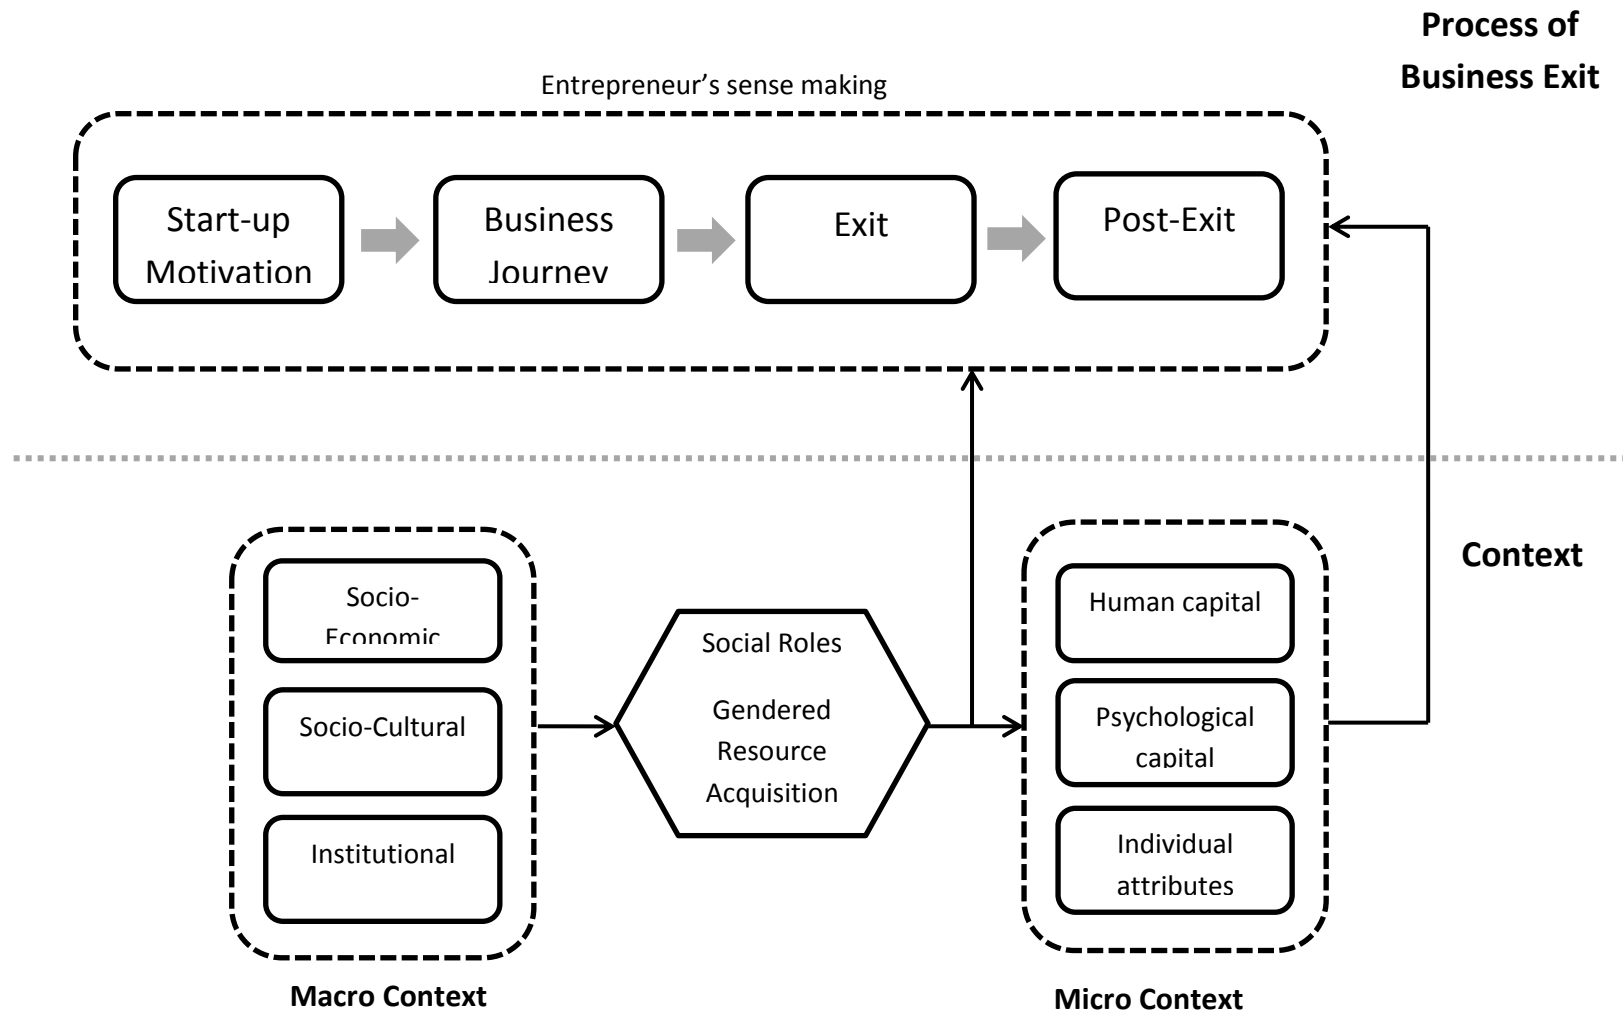 Process of
Business Exit
Entrepreneur's sense making
Start-up
Motivation
Business
Journey
Exit
Post-Exit
Context
Socio-
Economic
Socio-Cultural
Institutional
Macro Context
Social Roles
Gendered
Resource
Acquisition
Human capital
Psychological
capital
Individual
attributes
Micro Context